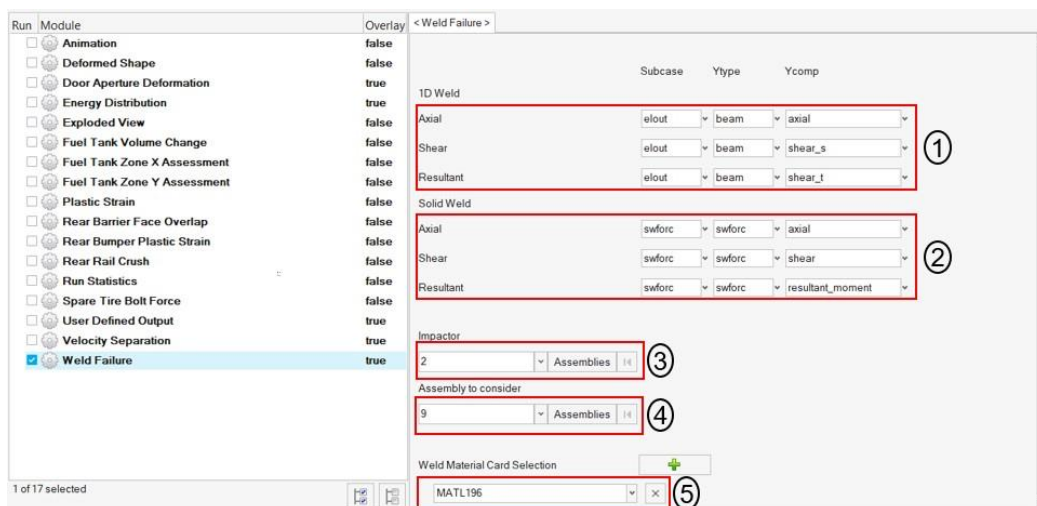 Run Module Overlay
Animation false
Deformed Shape false
Door Aperture Deformation true
Energy Distribution true
Exploded View false
Fuel Tank Volume Change false
Fuel Tank Zone X Assessment false
Fuel Tank Zone Y Assessment false
Plastic Strain false
Rear Barrier Face Overlap false
Rear Bumper Plastic Strain false
Rear Rail Crush false
Run Statistics false
Spare Tire Bolt Force false
User Defined Output true
Velocity Separation true
Weld Failure true
1 of 17 selected
< Weld Failure >
Subcase Ytype Ycomp
1D Weld
Axial elout beam axial
Shear elout beam shear_s
Resultant elout beam shear_t
1
Solid Weld
Axial swforc swforc axial
Shear swforc swforc shear
Resultant swforc swforc resultant_moment
2
Impactor
2 Assemblies
3
Assembly to consider
9 Assemblies
4
Weld Material Card Selection
MATL196
5